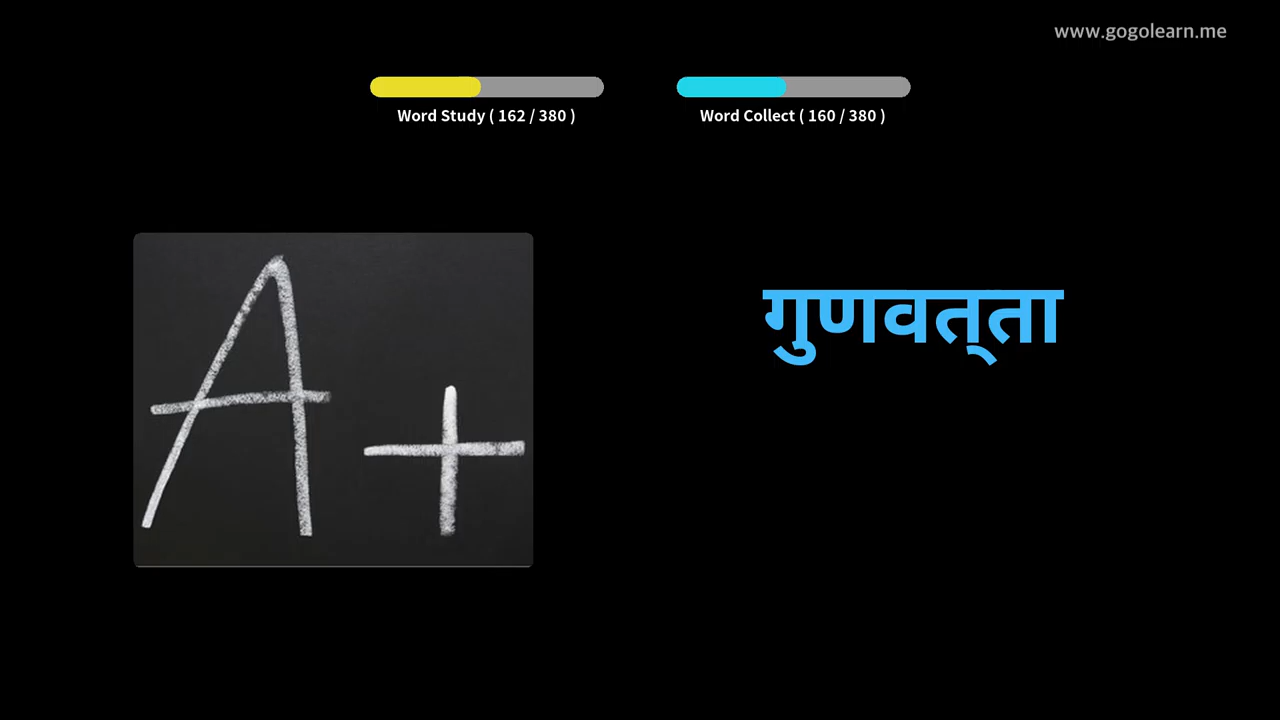 www.gogolearn.me
Word Study ( 162 / 380 )
Word Collect ( 160 / 380 )
A+
गुणवत्‌ता